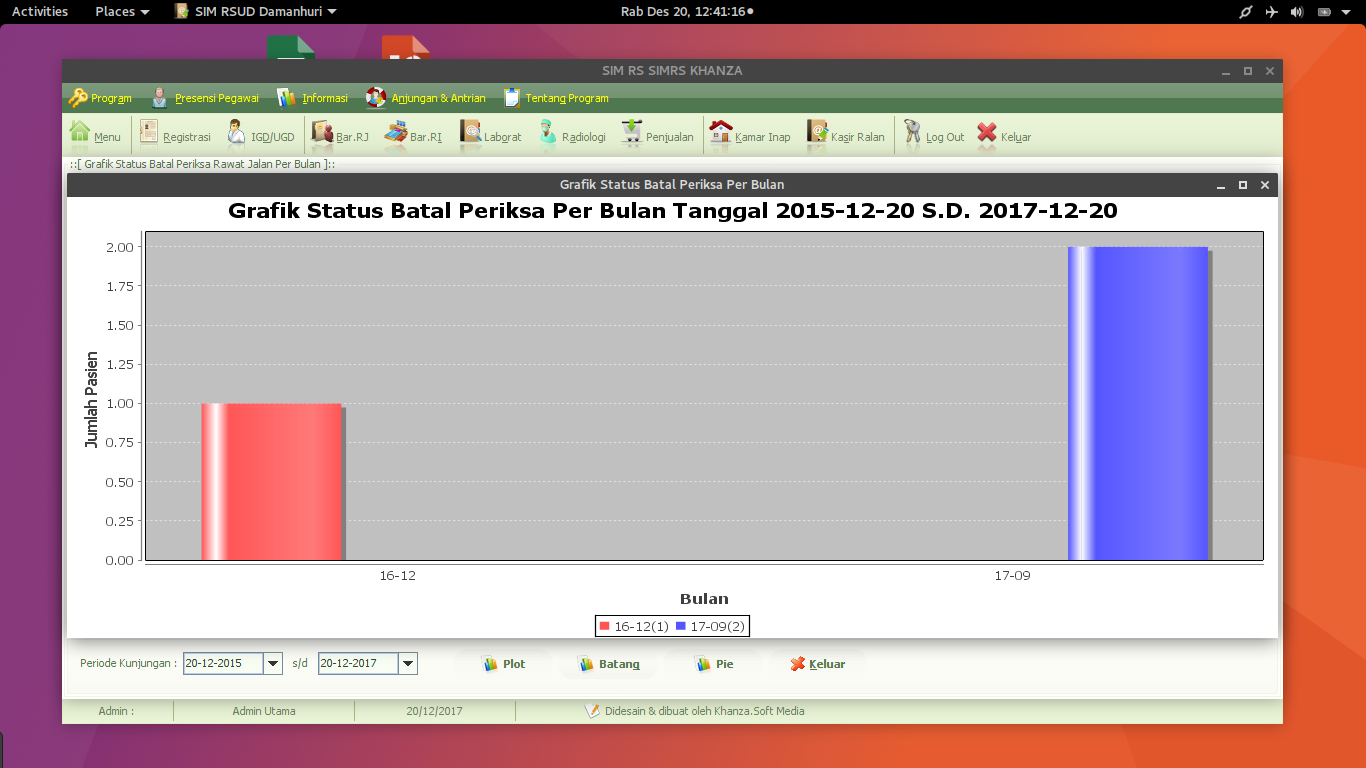 Activities Places SIM RSUD Damanhuri Rab Des 20, 12:41:16
SIM RS SIMRS KHANZA
Program Presensi Pegawai Informasi Anjungan & Antrian Tentang Program
Menu Registrasi IGD/UGD Bar.RJ Bar.RI Laborat Radiologi Penjualan Kamar Inap Kasir Ralan Log Out Keluar
::[ Grafik Status Batal Periksa Rawat Jalan Per Bulan ]::
Grafik Status Batal Periksa Per Bulan
Grafik Status Batal Periksa Per Bulan Tanggal 2015-12-20 S.D. 2017-12-20
Jumlah Pasien
2.00
1.75
1.50
1.25
1.00
0.75
0.50
0.25
0.00
16-12 17-09
Bulan
16-12(1) 17-09(2)
Periode Kunjungan : 20-12-2015 s/d 20-12-2017 Plot Batang Pie Keluar
Admin : Admin Utama 20/12/2017 Didesain & dibuat oleh Khanza.Soft Media